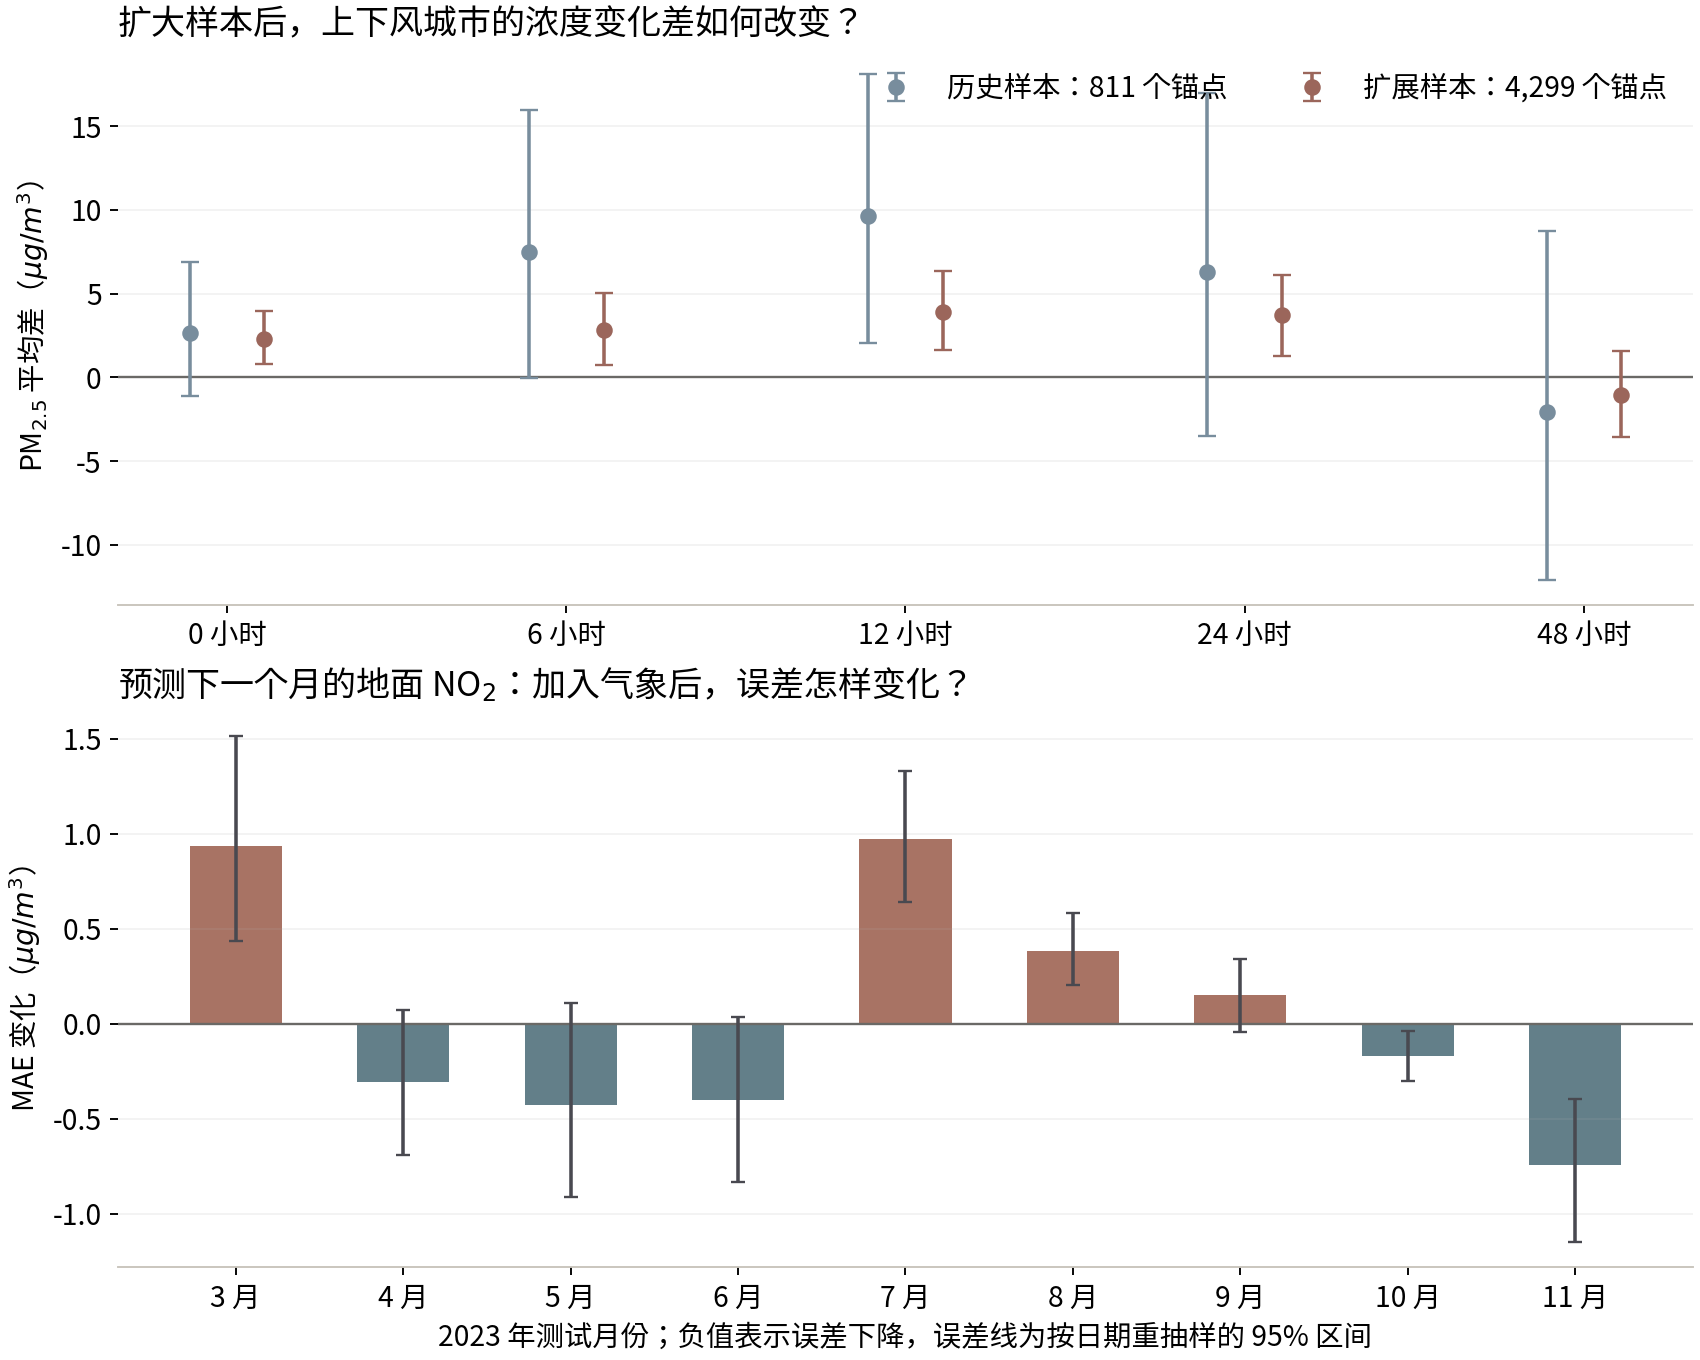 扩大样本后，上下风城市的浓度变化差如何改变？
历史样本：811 个锚点
扩展样本：4,299 个锚点
PM2.5 平均差（μg/m³）
15
10
5
0
-5
-10
0 小时
6 小时
12 小时
24 小时
48 小时
预测下一个月的地面 NO₂：加入气象后，误差怎样变化？
MAE 变化（μg/m³）
1.5
1.0
0.5
0.0
-0.5
-1.0
3 月
4 月
5 月
6 月
7 月
8 月
9 月
10 月
11 月
2023 年测试月份；负值表示误差下降，误差线为按日期重抽样的 95% 区间